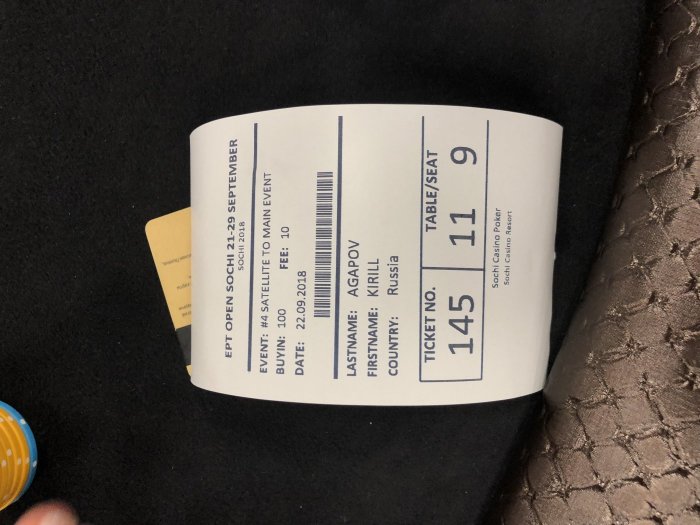 EPT OPEN SOCHI 21-29 SEPTEMBER
SOCHI 2018
EVENT: #4 SATELLITE TO MAIN EVENT
BUYIN: 100 FEE: 10
DATE: 22.09.2018
LASTNAME: AGAPOV
FIRSTNAME: KIRILL
COUNTRY: Russia
TICKET NO. TABLE/SEAT
145 11 9
Sochi Casino Poker
Sochi Casino Resort